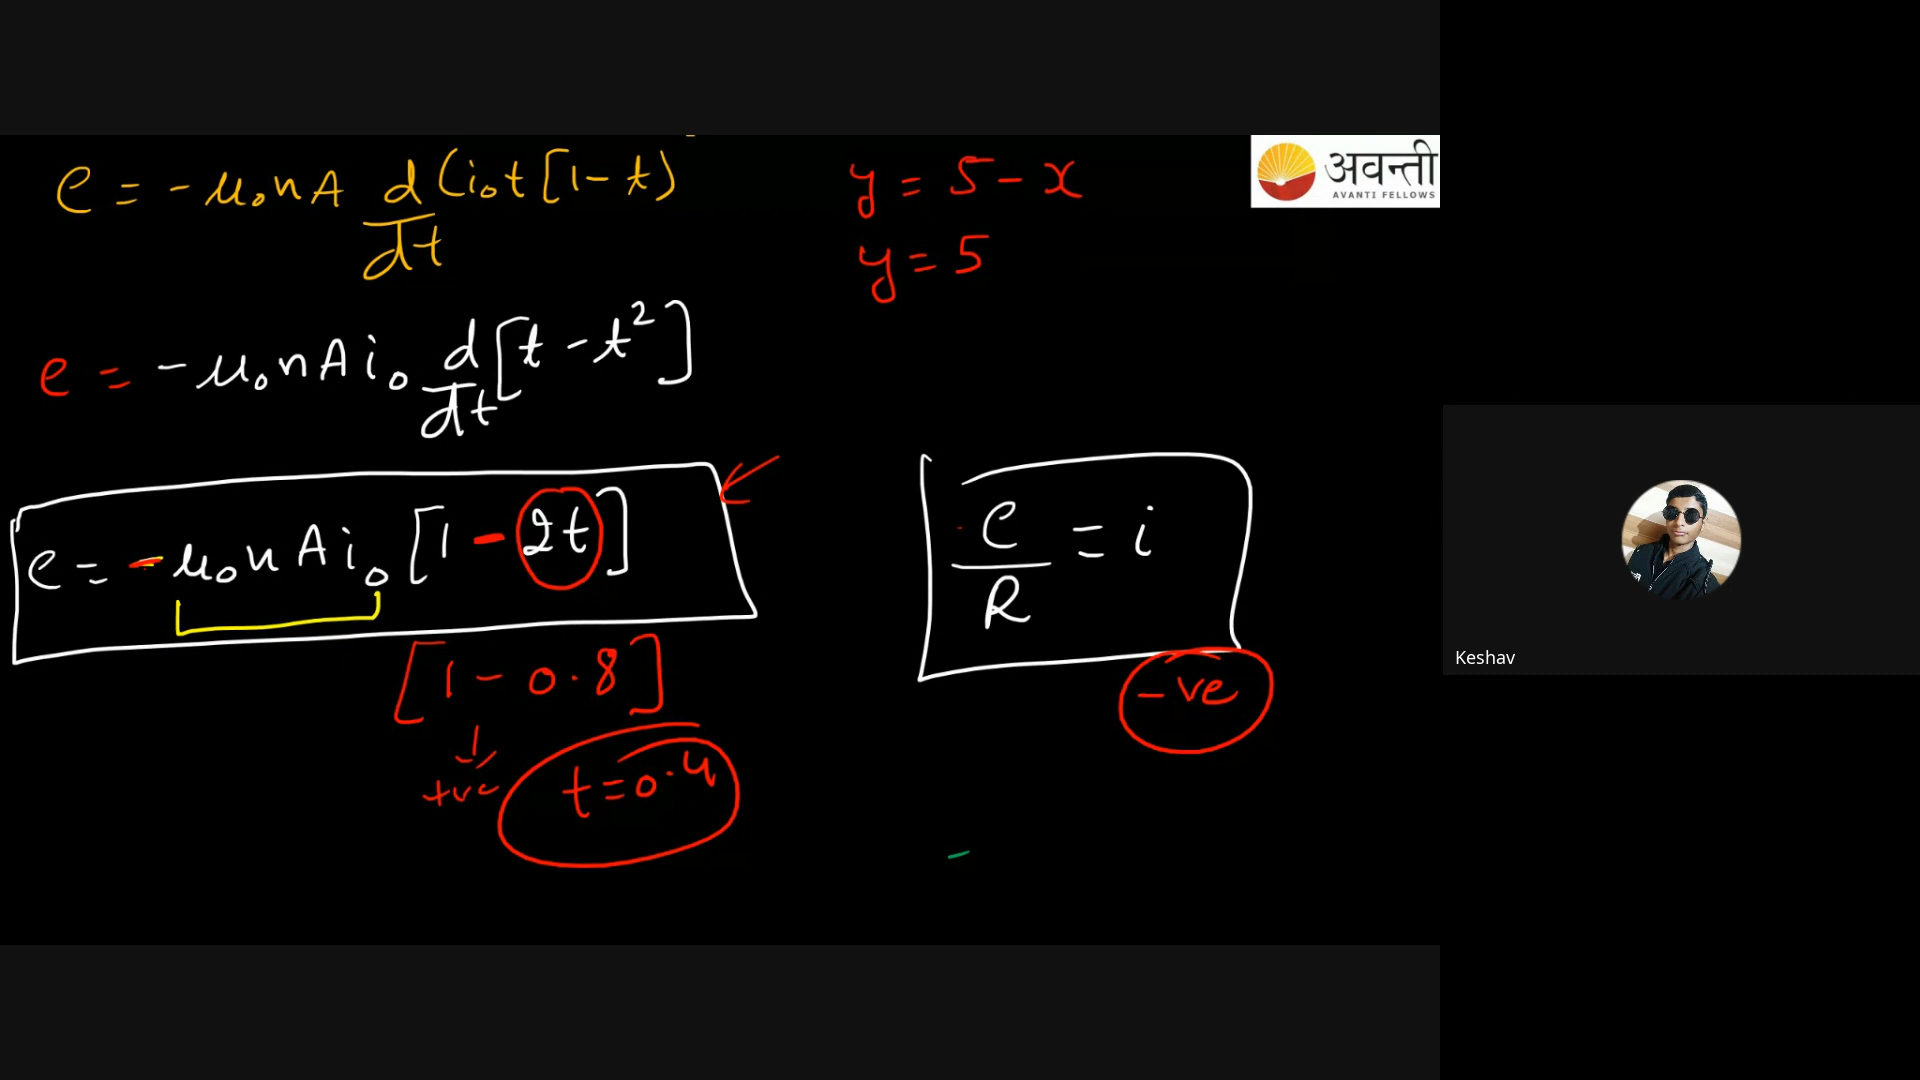 e = -μ₀nA d/dt (i₀t[1-t)
e = -μ₀nAi₀ d/dt [t - t²]
e = -μ₀nAi₀ [1 - 2t]
[1 - 0.8]
+ve
t = 0.4
y = 5 - x
y = 5
e/R = i
-ve
अवन्ती
AVANTI FELLOWS
Keshav